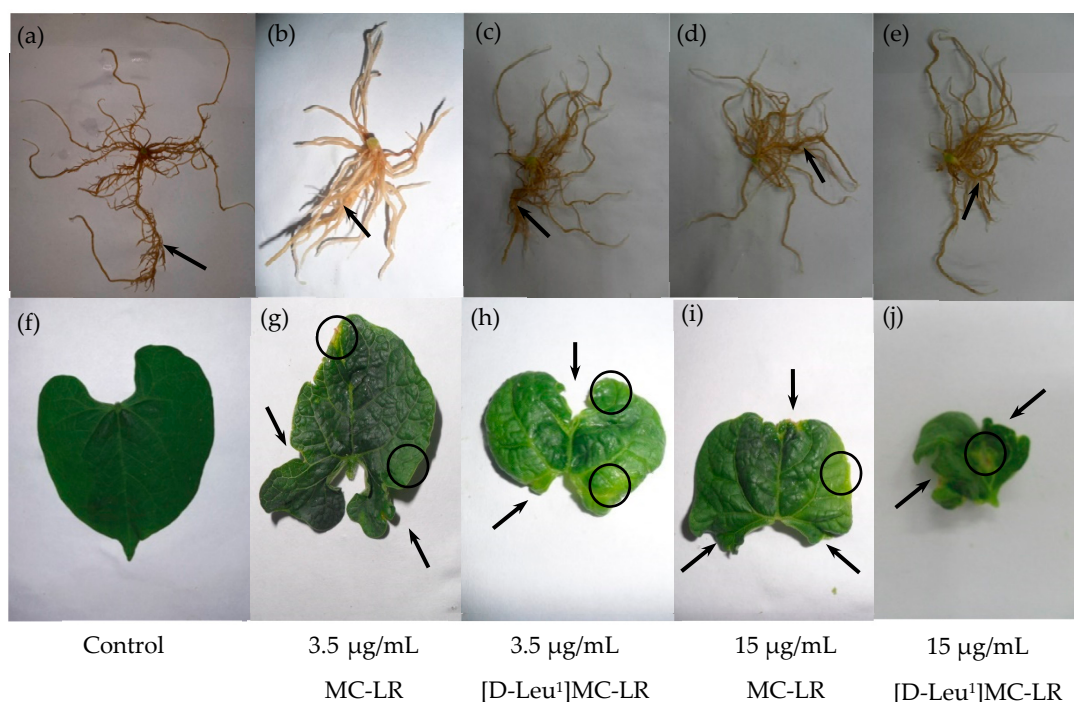 (a) (b) (c) (d) (e)
(f) (g) (h) (i) (j)
Control 3.5 µg/mL 3.5 µg/mL 15 µg/mL 15 µg/mL
MC-LR [D-Leu¹]MC-LR MC-LR [D-Leu¹]MC-LR